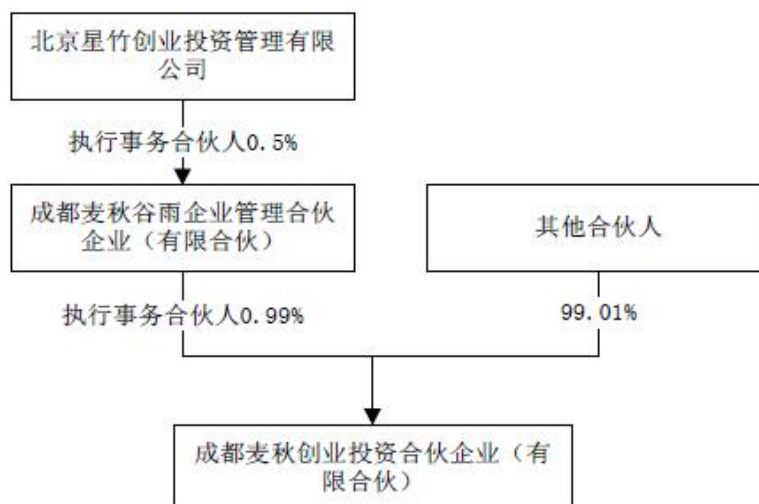 北京星竹创业投资管理有限
公司
执行事务合伙人0.5%
成都麦秋谷雨企业管理合伙
企业（有限合伙）
其他合伙人
执行事务合伙人0.99%
99.01%
成都麦秋创业投资合伙企业（有
限合伙）